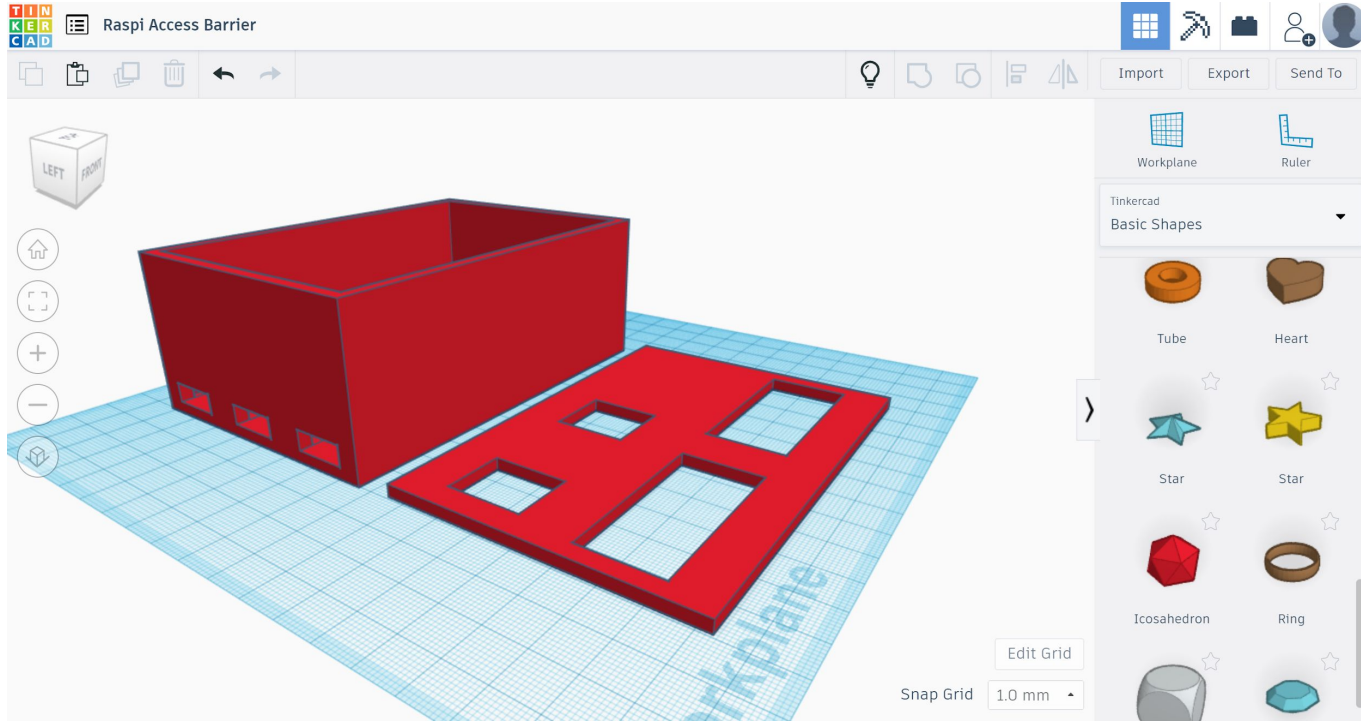 TIN
KER
CAD
Raspi Access Barrier
Import
Export
Send To
LEFT
FRONT
Workplane
Ruler
Tinkercad
Basic Shapes
Tube
Heart
Star
Star
Icosahedron
Ring
Edit Grid
Snap Grid
1.0 mm